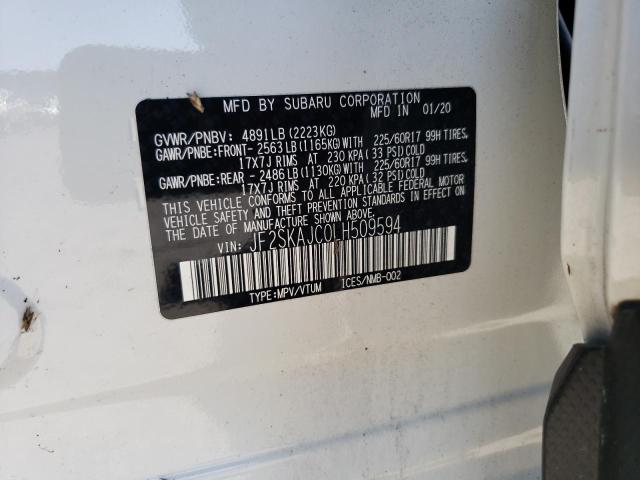 MFD BY SUBARU CORPORATION
MFD IN 01/20
GVWR/PNBV: 4891LB (2223KG)
GAWR/PNBE:FRONT- 2563LB(1165KG)WITH 225/60R17 99H TIRES,
17X7J RIMS AT 230 KPA(33 PSI)COLD
GAWR/PNBE:REAR - 2486LB(1130KG)WITH 225/60R17 99H TIRES,
17X7J RIMS AT 220 KPA(32 PSI)COLD
THIS VEHICLE CONFORMS TO ALL APPLICABLE FEDERAL MOTOR
VEHICLE SAFETY AND THEFT PREVENTION STANDARDS IN EFFECT ON
THE DATE OF MANUFACTURE SHOWN ABOVE.
VIN: JF2SKAJC0LH509594
TYPE:MPV/VTUM ICES/NMB-002